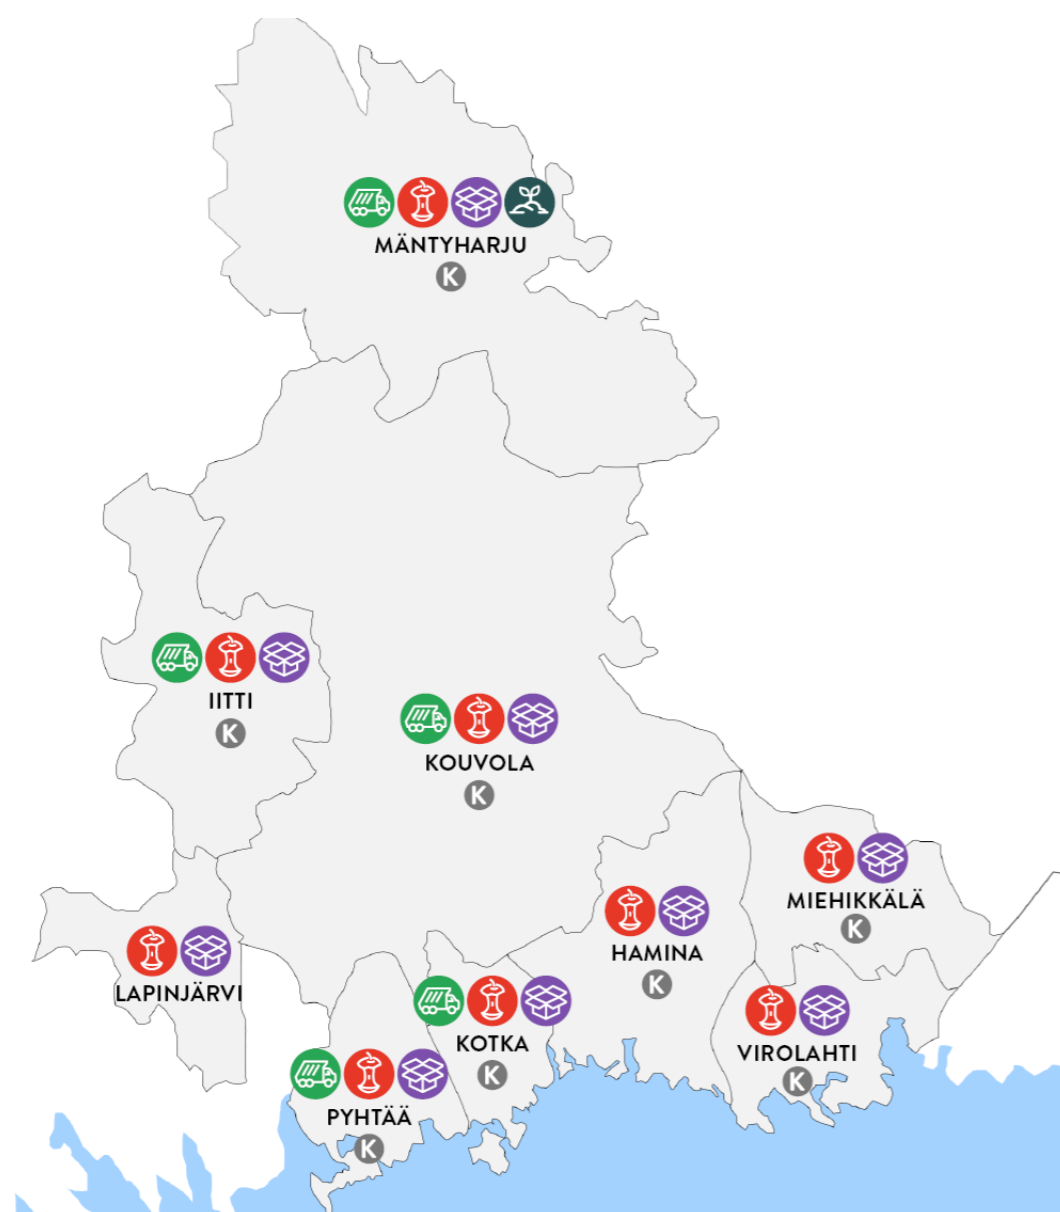 MÄNTYHARJU
K
IITTI
K
KOUVOLA
K
MIEHIKKÄLÄ
K
HAMINA
K
LAPINJÄRVI
KOTKA
K
VIROLAHTI
K
PYHTÄÄ
K